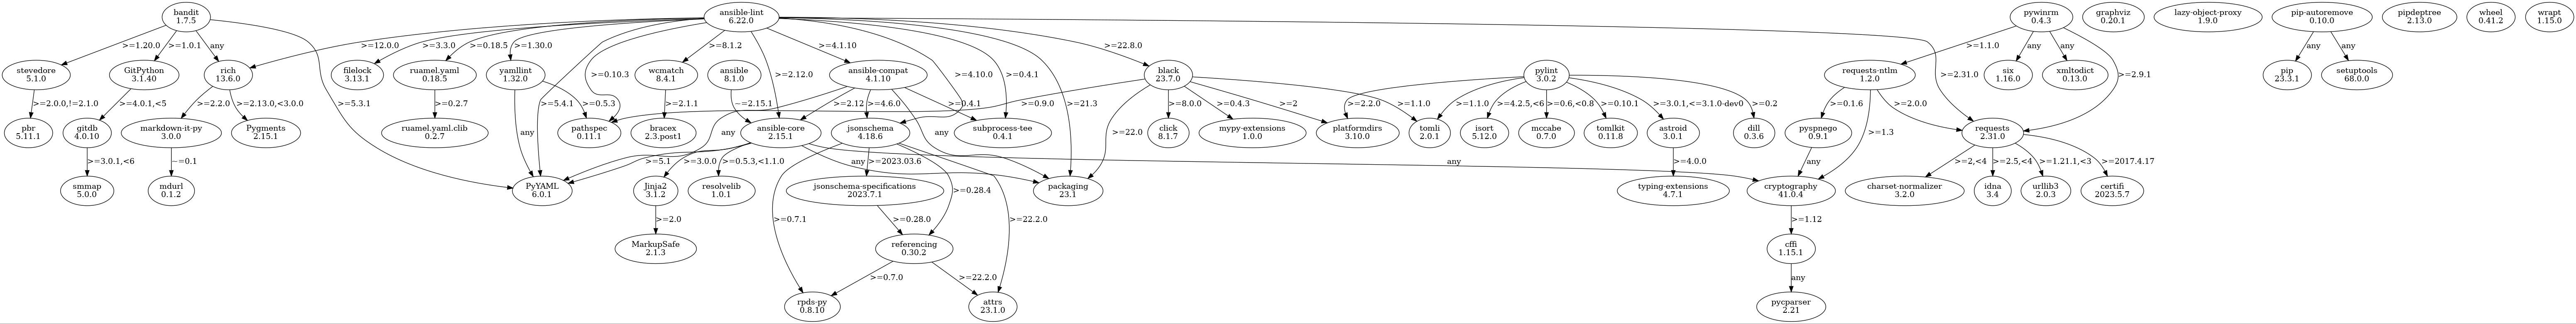 bandit
1.7.5
ansible-lint
6.22.0
pywinrm
0.4.3
graphviz
0.20.1
lazy-object-proxy
1.9.0
pip-autoremove
0.10.0
pipdeptree
2.13.0
wheel
0.41.2
wrapt
1.15.0
>=1.20.0
>=1.0.1
any
>=12.0.0
>=3.3.0
>=0.18.5
>=1.30.0
>=8.1.2
>=4.1.10
>=22.8.0
>=1.1.0
any
any
any
any
stevedore
5.1.0
GitPython
3.1.40
rich
13.6.0
filelock
3.13.1
ruamel.yaml
0.18.5
yamllint
1.32.0
>=0.10.3
wcmatch
8.4.1
ansible
8.1.0
>=2.12.0
ansible-compat
4.1.10
>=4.10.0
>=0.4.1
black
23.7.0
pylint
3.0.2
requests-ntlm
1.2.0
>=2.31.0
six
1.16.0
xmltodict
0.13.0
>=2.9.1
pip
23.3.1
setuptools
68.0.0
>=2.0.0,!=2.1.0
>=4.0.1,<5
>=2.2.0
>=2.13.0,<3.0.0
>=5.3.1
>=0.2.7
>=5.4.1
>=0.5.3
>=2.1.1
~=2.15.1
>=2.12
>=4.6.0
>=0.4.1
>=0.9.0
>=21.3
>=8.0.0
>=0.4.3
>=2
>=1.1.0
>=2.2.0
>=1.1.0
>=4.2.5,<6
>=0.6,<0.8
>=0.10.1
>=3.0.1,<=3.1.0-dev0
>=0.2
>=0.1.6
>=2.0.0
pbr
5.11.1
gitdb
4.0.10
markdown-it-py
3.0.0
Pygments
2.15.1
ruamel.yaml.clib
0.2.7
any
pathspec
0.11.1
bracex
2.3.post1
any
ansible-core
2.15.1
jsonschema
4.18.6
any
subprocess-tee
0.4.1
>=22.0
click
8.1.7
mypy-extensions
1.0.0
platformdirs
3.10.0
tomli
2.0.1
isort
5.12.0
mccabe
0.7.0
tomlkit
0.11.8
astroid
3.0.1
dill
0.3.6
pyspnego
0.9.1
>=1.3
requests
2.31.0
>=3.0.1,<6
~=0.1
>=5.1
>=3.0.0
>=0.5.3,<1.1.0
any
>=2023.03.6
any
>=4.0.0
any
>=2,<4
>=2.5,<4
>=1.21.1,<3
>=2017.4.17
smmap
5.0.0
mdurl
0.1.2
PyYAML
6.0.1
Jinja2
3.1.2
resolvelib
1.0.1
jsonschema-specifications
2023.7.1
>=0.28.4
packaging
23.1
typing-extensions
4.7.1
cryptography
41.0.4
charset-normalizer
3.2.0
idna
3.4
urllib3
2.0.3
certifi
2023.5.7
>=2.0
>=0.7.1
>=0.28.0
>=22.2.0
>=1.12
MarkupSafe
2.1.3
referencing
0.30.2
cffi
1.15.1
>=0.7.0
>=22.2.0
any
rpds-py
0.8.10
attrs
23.1.0
pycparser
2.21